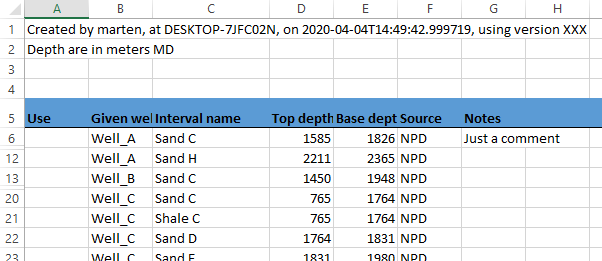 A B C D E F G H
1 Created by marten, at DESKTOP-7JFC02N, on 2020-04-04T14:49:42.999719, using version XXX
2 Depth are in meters MD
3
4
5 Use Given wel Interval name Top depth Base dept Source Notes
6 Well_A Sand C 1585 1826 NPD Just a comment
12 Well_A Sand H 2211 2365 NPD
13 Well_B Sand C 1450 1948 NPD
20 Well_C Sand C 765 1764 NPD
21 Well_C Shale C 765 1764 NPD
22 Well_C Sand D 1764 1831 NPD
23 Well_C Sand 1831 1980 NPD